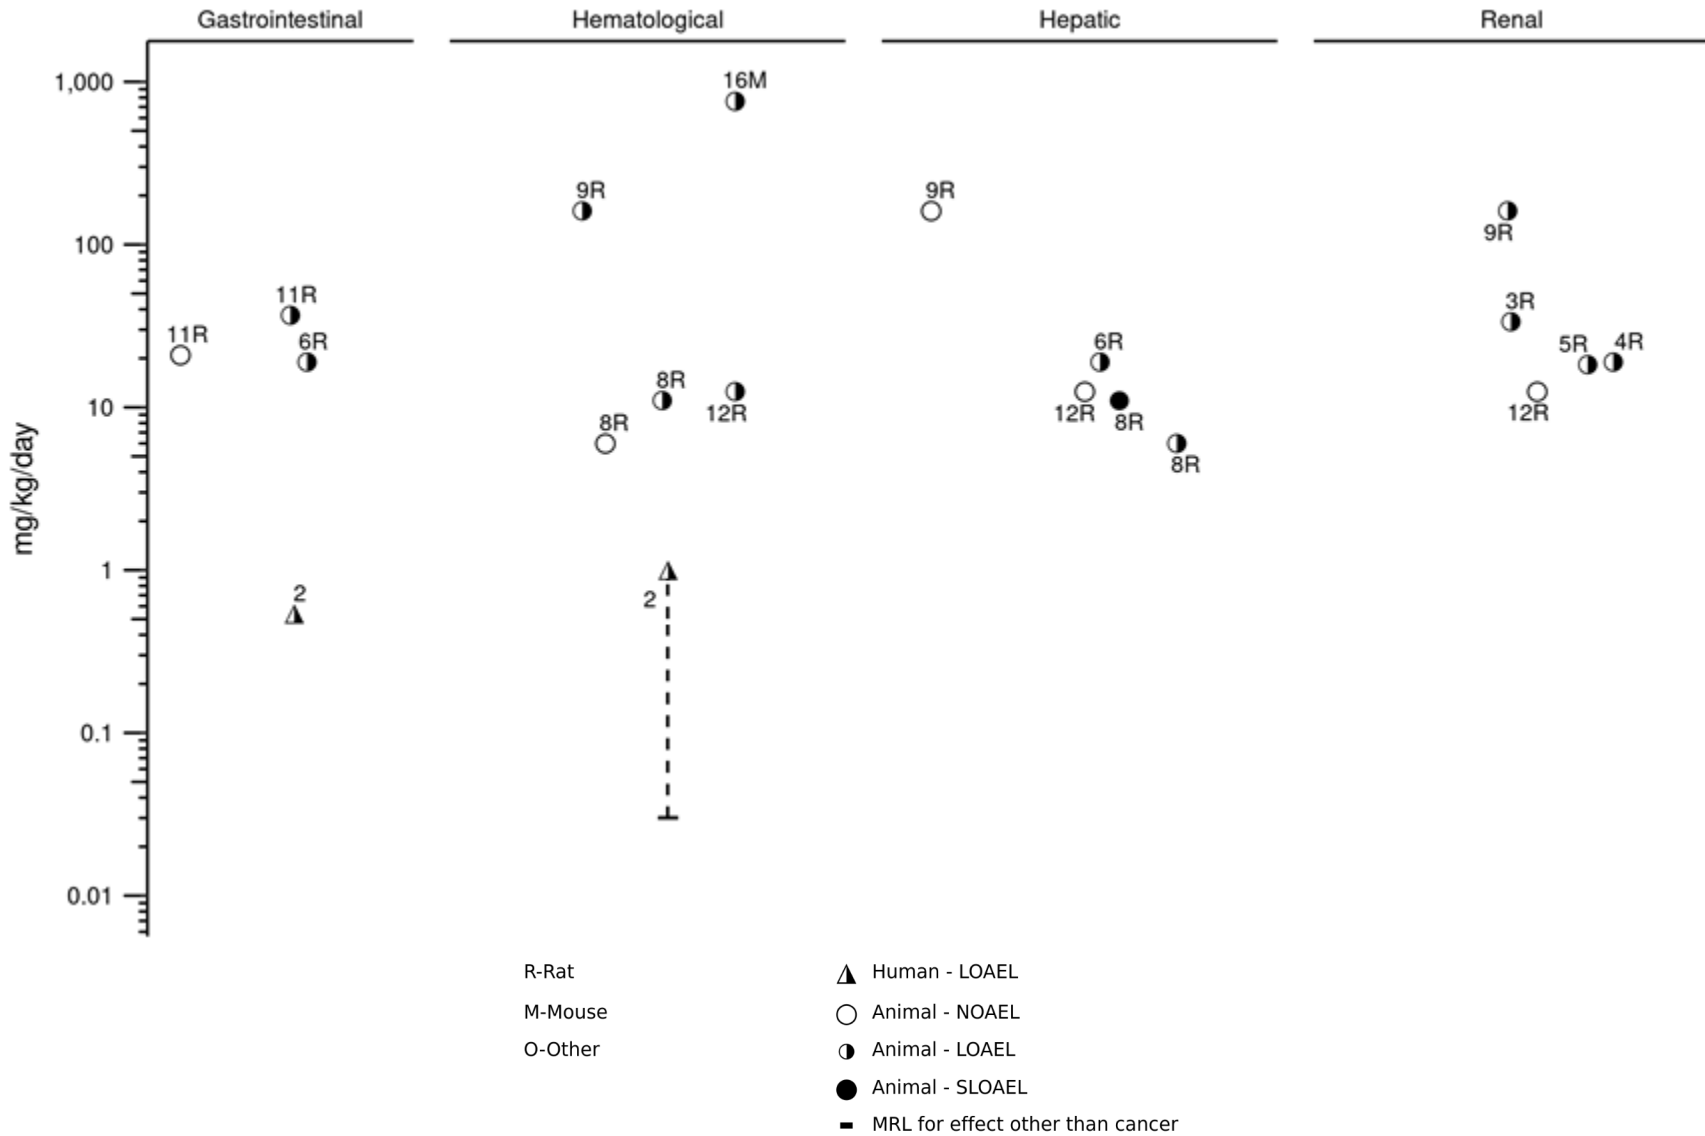 Gastrointestinal Hematological Hepatic Renal
1,000
100
10
1
0.1
0.01
mg/kg/day
11R
11R
6R
2
16M
9R
8R
8R
12R
2
9R
6R
12R
8R
8R
9R
3R
5R
4R
12R
R-Rat
M-Mouse
O-Other
Human - LOAEL
Animal - NOAEL
Animal - LOAEL
Animal - SLOAEL
MRL for effect other than cancer